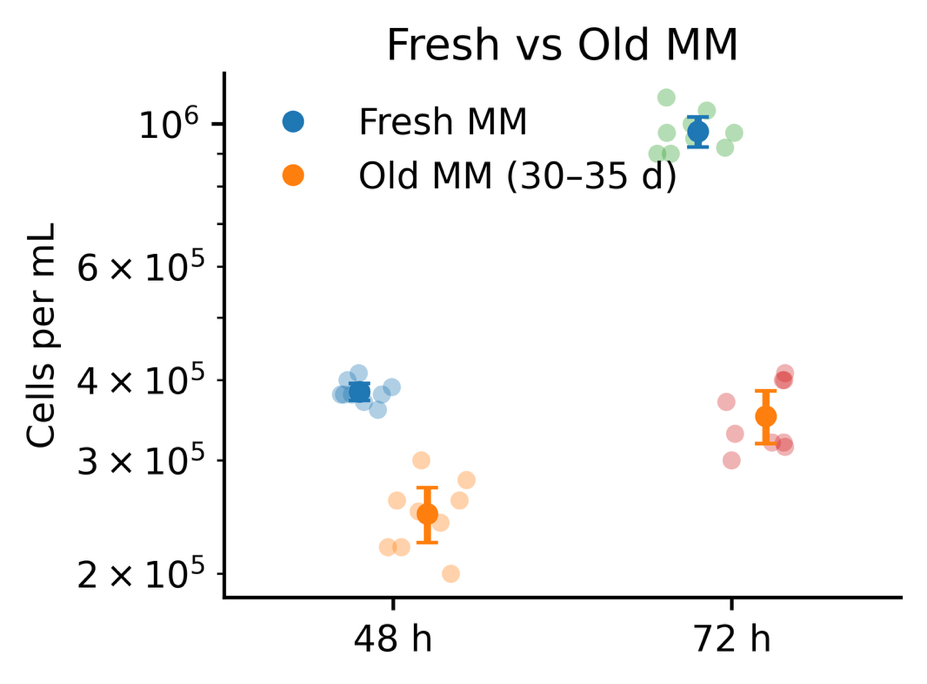 Fresh vs Old MM
Fresh MM
Old MM (30–35 d)
Cells per mL
10⁶
6 × 10⁵
4 × 10⁵
3 × 10⁵
2 × 10⁵
48 h
72 h